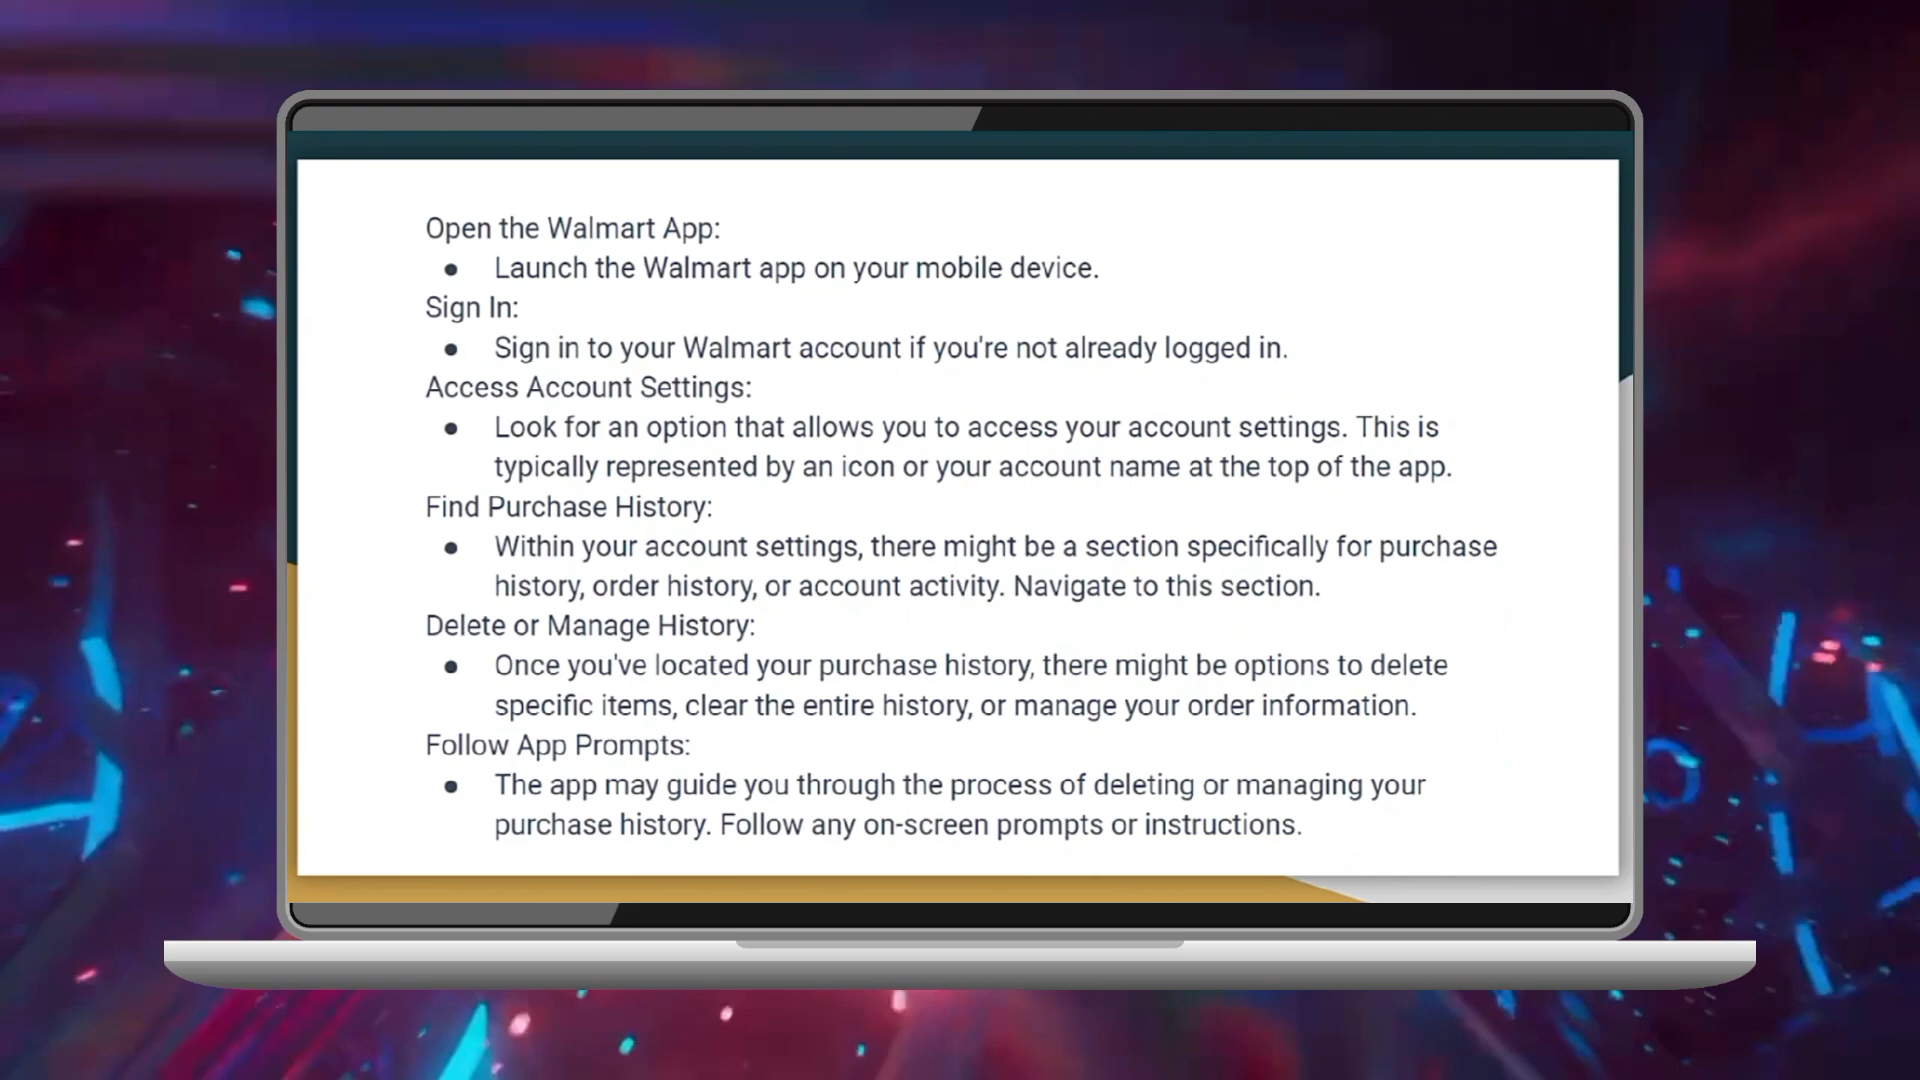 Open the Walmart App:
● Launch the Walmart app on your mobile device.
Sign In:
● Sign in to your Walmart account if you're not already logged in.
Access Account Settings:
● Look for an option that allows you to access your account settings. This is
typically represented by an icon or your account name at the top of the app.
Find Purchase History:
● Within your account settings, there might be a section specifically for purchase
history, order history, or account activity. Navigate to this section.
Delete or Manage History:
● Once you've located your purchase history, there might be options to delete
specific items, clear the entire history, or manage your order information.
Follow App Prompts:
● The app may guide you through the process of deleting or managing your
purchase history. Follow any on-screen prompts or instructions.